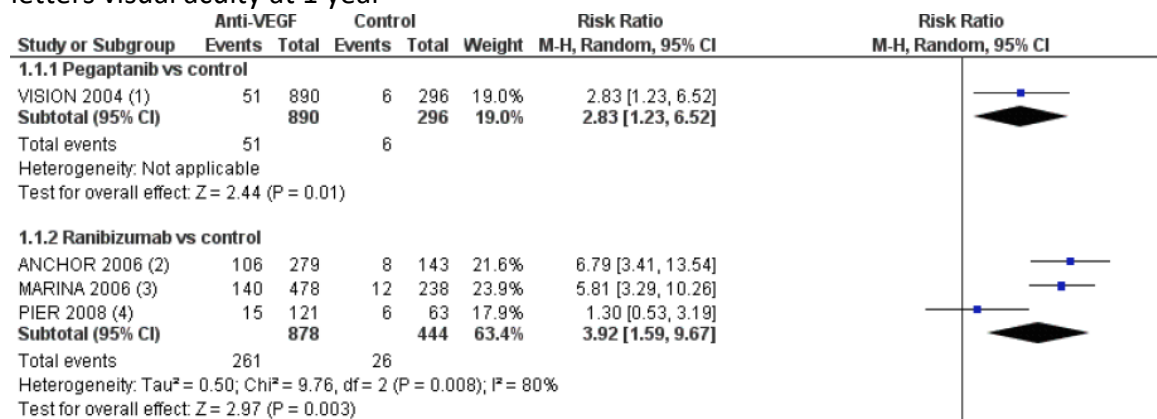 letters visual acuity at 1 year
Anti-VEGF Control Risk Ratio Risk Ratio
Study or Subgroup Events Total Events Total Weight M-H, Random, 95% CI M-H, Random, 95% CI
1.1.1 Pegaptanib vs control
VISION 2004 (1) 51 890 6 296 19.0% 2.83 [1.23, 6.52]
Subtotal (95% CI) 890 296 19.0% 2.83 [1.23, 6.52]
Total events 51 6
Heterogeneity: Not applicable
Test for overall effect: Z = 2.44 (P = 0.01)
1.1.2 Ranibizumab vs control
ANCHOR 2006 (2) 106 279 8 143 21.6% 6.79 [3.41, 13.54]
MARINA 2006 (3) 140 478 12 238 23.9% 5.81 [3.29, 10.26]
PIER 2008 (4) 15 121 6 63 17.9% 1.30 [0.53, 3.19]
Subtotal (95% CI) 878 444 63.4% 3.92 [1.59, 9.67]
Total events 261 26
Heterogeneity: Tau² = 0.50; Chi² = 9.76, df = 2 (P = 0.008); I² = 80%
Test for overall effect: Z = 2.97 (P = 0.003)